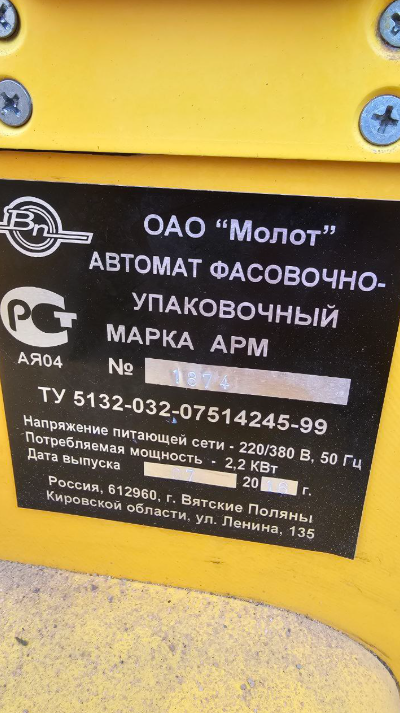 Вп
ОАО "Молот"
АВТОМАТ ФАСОВОЧНО-
УПАКОВОЧНЫЙ
РСТ
МАРКА АРМ
АЯ04
№ 1874
ТУ 5132-032-07514245-99
Напряжение питающей сети - 220/380 В, 50 Гц
Потребляемая мощность - 2,2 КВт
Дата выпуска 20 г.
Россия, 612960, г. Вятские Поляны
Кировской области, ул. Ленина, 135